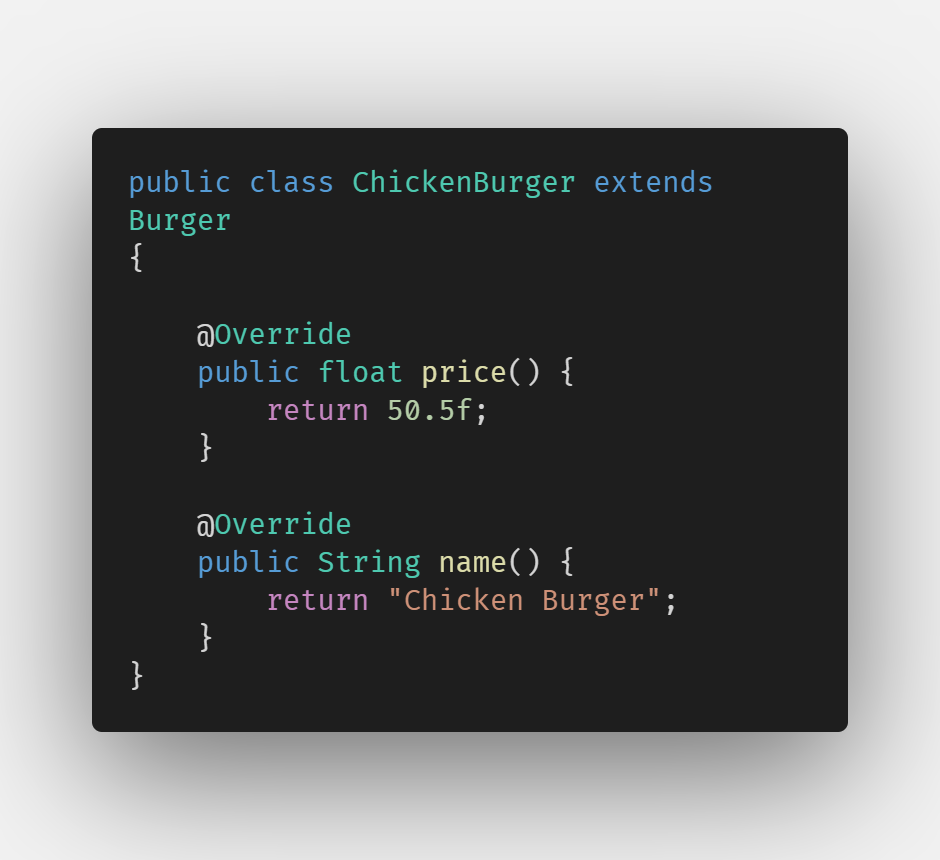 public class ChickenBurger extends
Burger
{
@Override
public float price() {
return 50.5f;
}
@Override
public String name() {
return "Chicken Burger";
}
}